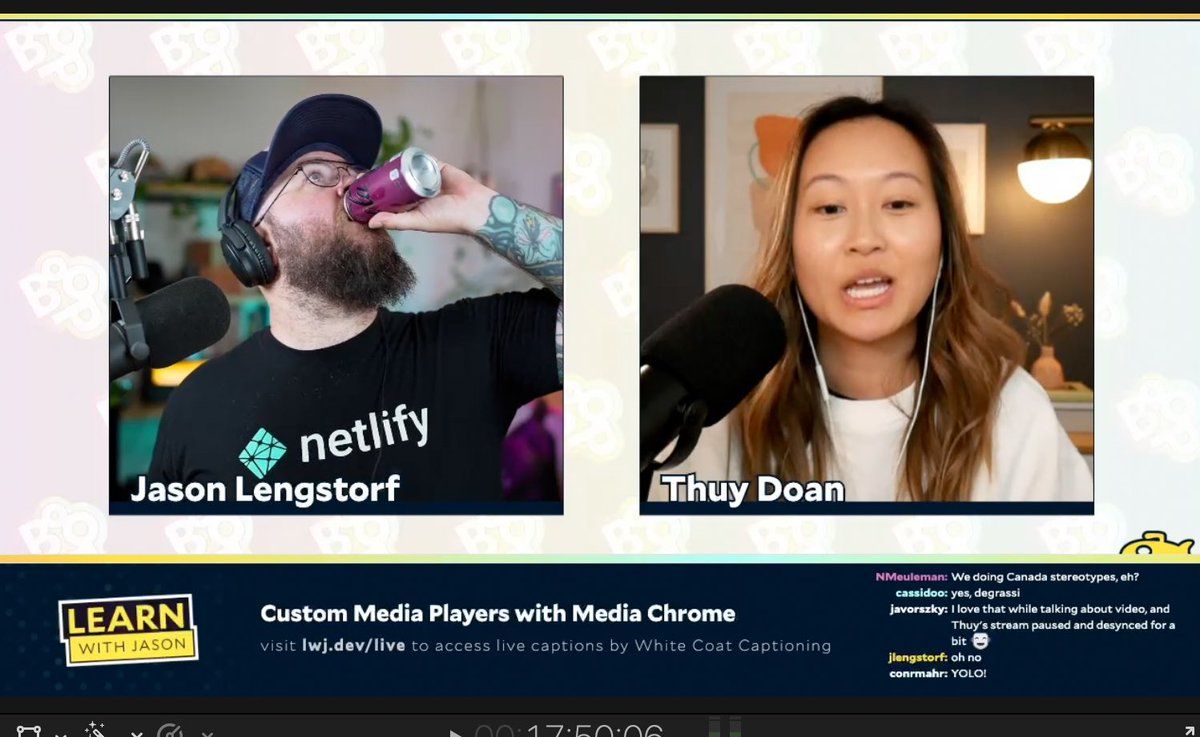 netlify
Jason Lengstorf
Thuy Doan
LEARN
WITH JASON
Custom Media Players with Media Chrome
visit lwj.dev/live to access live captions by White Coat Captioning
NMeuleman: We doing Canada stereotypes, eh?
cassidoo: yes, degrassi
javorszky: I love that while talking about video, and
Thuy's stream paused and desynced for a
bit
jlengstorf: oh no
conrmahr: YOLO!
00:17:50:06